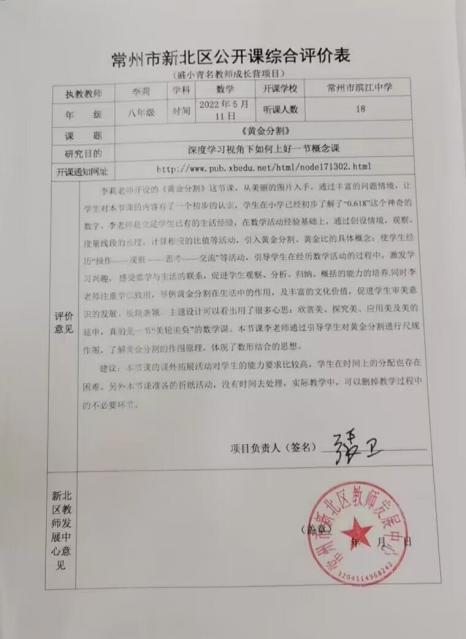 常州市新北区公开课综合评价表
（戚小青名教师成长营项目）
执教教师 李莉 学科 数学 开课学校 常州市滨江中学
年 级 八年级 时间 2022年5月11日 听课人数 18
课 题 《黄金分割》
研究目的 深度学习视角下如何上好一节概念课
开课通知网址 http://www.pub.xbedu.net/html/node171302.html
评价意见
李莉老师开设的《黄金分割》这节课，从美丽的图片入手，通过丰富的问题情境，让
学生对本节课的内容有了一个初步的认识，学生在小学已经初步了解了“0.618”这个神奇的
数字，李老师是立足学生已有的生活经验，在数学活动经验基础上，通过创设情境，观察、
度量线段的长度、计算相应的比值等活动，引入黄金分割、黄金比的具体概念；使学生经
历“操作——观察——思考——交流”等活动，引导学生在经历数学活动的过程中，激发学
习兴趣，感受数学与生活的联系，促进学生观察、分析、归纳、概括的能力的培养，同时李
老师注重学以致用，举例黄金分割在生活中的作用，及丰富的文化价值，促进学生审美意
识的发展，板块新颖，主题设计可以看出用了很多心思：欣赏美、探究美、应用美及美的
延申，真的是一节“美轮美奂”的数学课。本节课李老师通过引导学生对黄金分割进行尺规
作图，了解黄金分割的作图原理，体现了数形结合的思想。
建议：本节课的课外拓展活动对学生的能力要求比较高，学生在时间上的分配也存在
困难。另外本节课准备的折纸活动，没有时间去处理，实际教学中，可以删掉教学过程中
的不必要环节。
项目负责人（签名） 张卫
新北区教师发展中心意见
（盖章）
年 月 日
常州市新北区教师发展中心